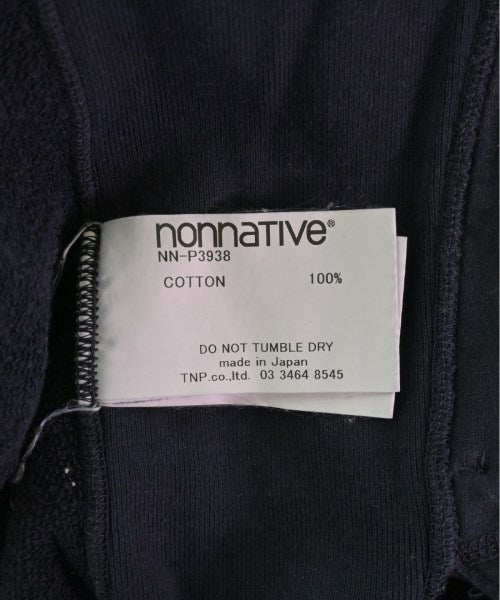 nonnative®
NN-P3938
COTTON 100%
DO NOT TUMBLE DRY
made in Japan
TNP.co.,ltd. 03 3464 8545